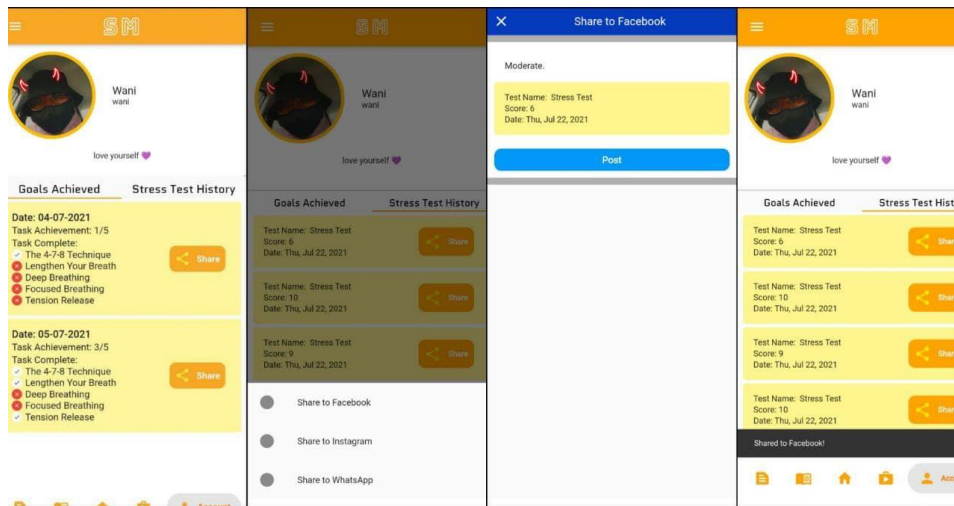 SM
Wani
wani
love yourself 💜
Goals Achieved
Stress Test History
Date: 04-07-2021
Task Achievement: 1/5
Task Complete:
The 4-7-8 Technique
Lengthen Your Breath
Deep Breathing
Focused Breathing
Tension Release
Share
Date: 05-07-2021
Task Achievement: 3/5
Task Complete:
The 4-7-8 Technique
Lengthen Your Breath
Deep Breathing
Focused Breathing
Tension Release
Share
Account
SM
Wani
wani
love yourself 💜
Goals Achieved
Stress Test History
Test Name: Stress Test
Score: 6
Date: Thu, Jul 22, 2021
Share
Test Name: Stress Test
Score: 10
Date: Thu, Jul 22, 2021
Share
Test Name: Stress Test
Score: 9
Date: Thu, Jul 22, 2021
Share
Share to Facebook
Share to Instagram
Share to WhatsApp
Share to Facebook
Moderate.
Test Name: Stress Test
Score: 6
Date: Thu, Jul 22, 2021
Post
SM
Wani
wani
love yourself 💜
Goals Achieved
Stress Test Hist
Test Name: Stress Test
Score: 6
Date: Thu, Jul 22, 2021
Shar
Test Name: Stress Test
Score: 10
Date: Thu, Jul 22, 2021
Shar
Test Name: Stress Test
Score: 9
Date: Thu, Jul 22, 2021
Shar
Test Name: Stress Test
Score: 10
Date: Thu, Jul 22, 2021
Shar
Shared to Facebook!
Acc